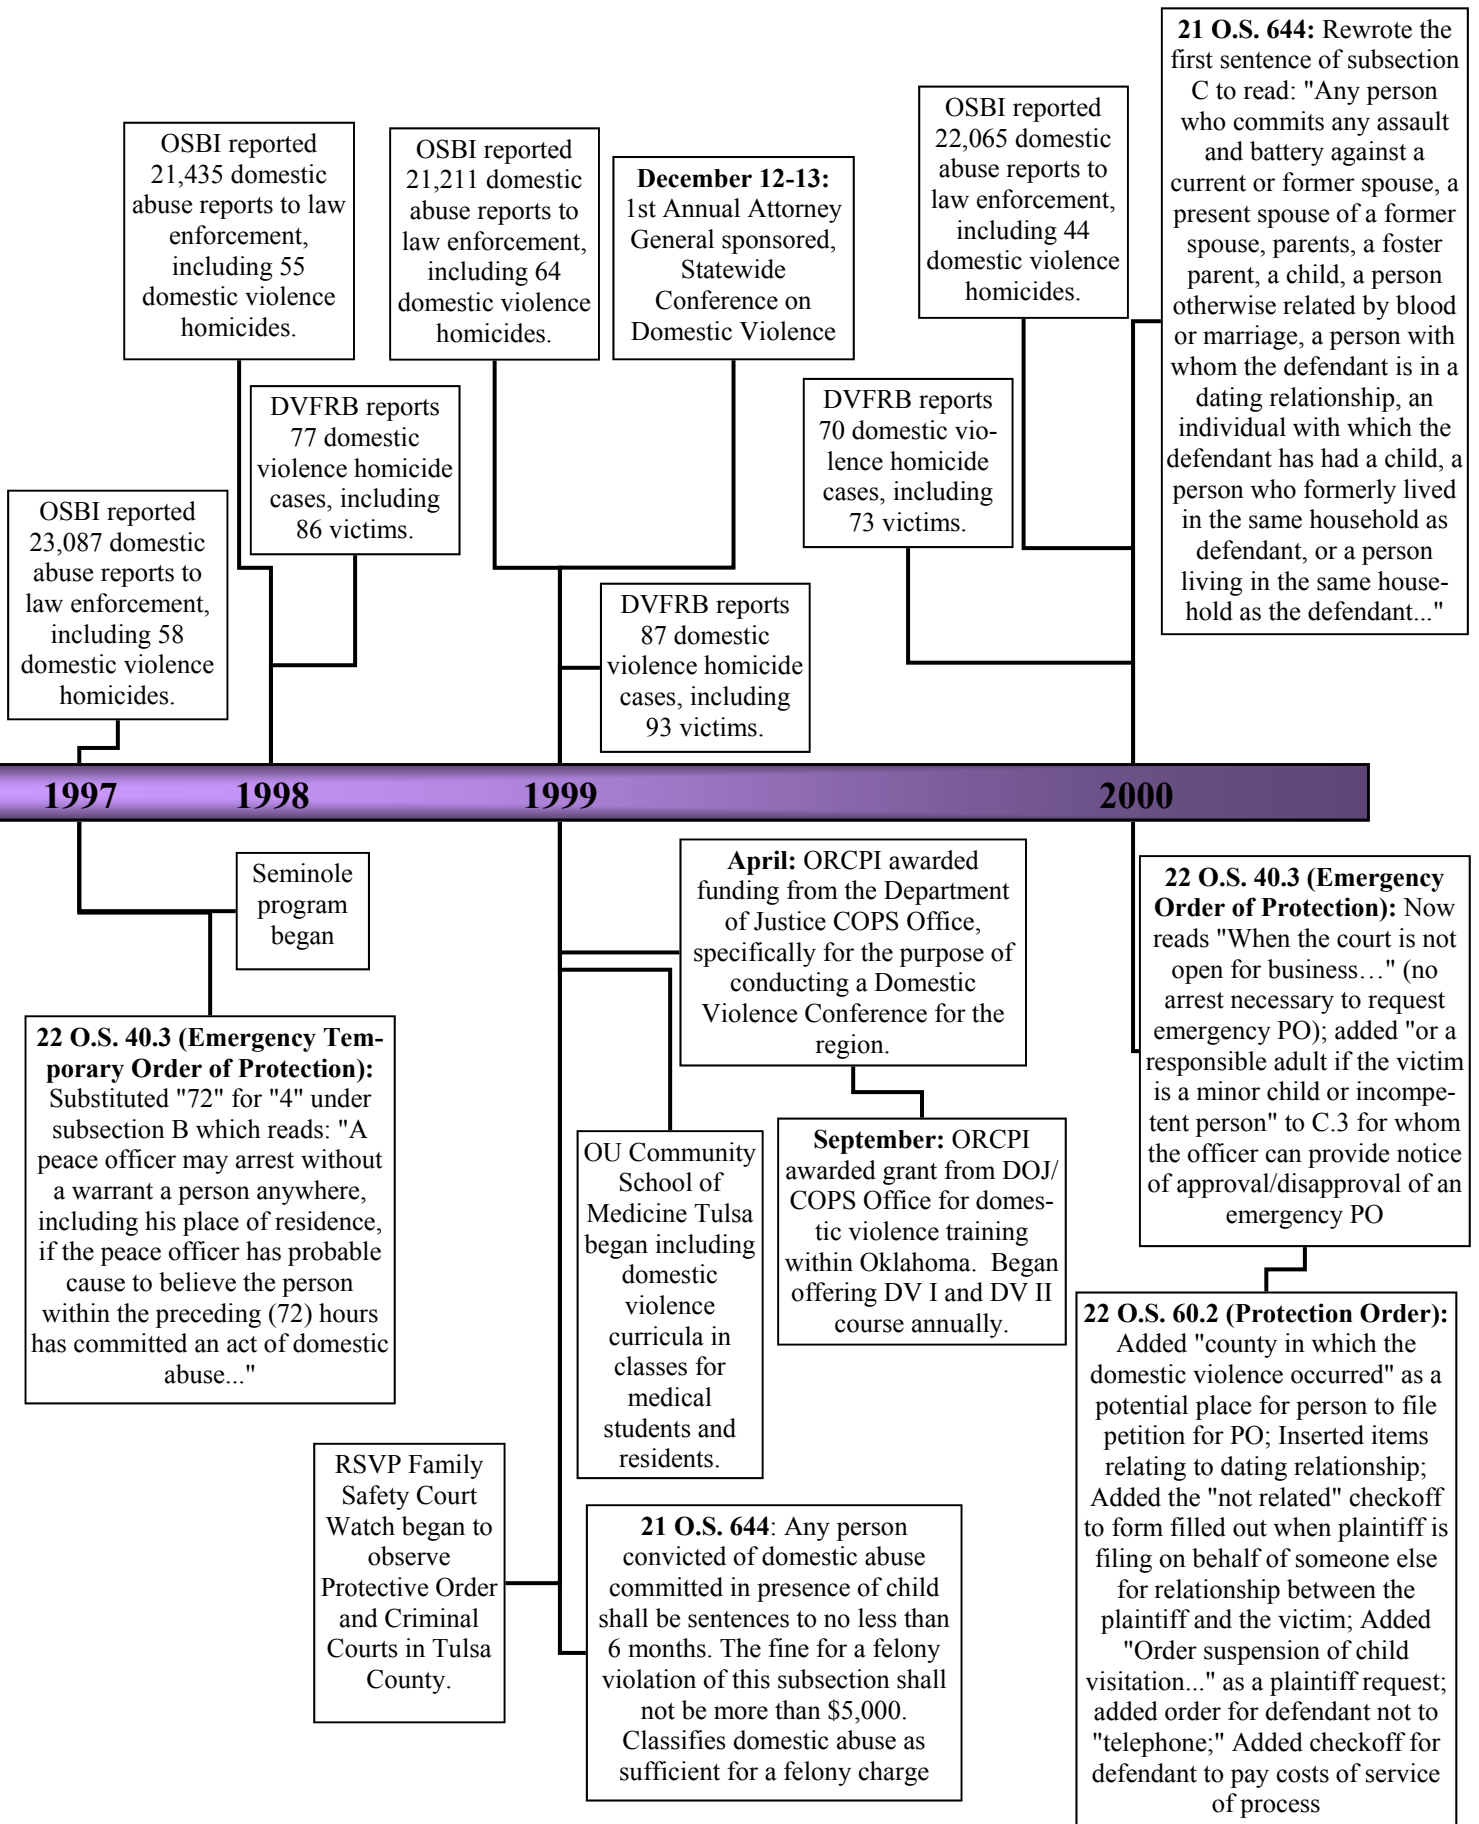 21 O.S. 644: Rewrote the
first sentence of subsection
C to read: "Any person
who commits any assault
and battery against a
current or former spouse, a
present spouse of a former
spouse, parents, a foster
parent, a child, a person
otherwise related by blood
or marriage, a person with
whom the defendant is in a
dating relationship, an
individual with which the
defendant has had a child, a
person who formerly lived
in the same household as
defendant, or a person
living in the same house-
hold as the defendant..."
OSBI reported
22,065 domestic
abuse reports to
law enforcement,
including 44
domestic violence
homicides.
OSBI reported
21,435 domestic
abuse reports to law
enforcement,
including 55
domestic violence
homicides.
OSBI reported
21,211 domestic
abuse reports to
law enforcement,
including 64
domestic violence
homicides.
December 12-13:
1st Annual Attorney
General sponsored,
Statewide
Conference on
Domestic Violence
DVFRB reports
77 domestic
violence homicide
cases, including
86 victims.
DVFRB reports
70 domestic vio-
lence homicide
cases, including
73 victims.
OSBI reported
23,087 domestic
abuse reports to
law enforcement,
including 58
domestic violence
homicides.
DVFRB reports
87 domestic
violence homicide
cases, including
93 victims.
1997
1998
1999
2000
Seminole
program
began
April: ORCPI awarded
funding from the Department
of Justice COPS Office,
specifically for the purpose of
conducting a Domestic
Violence Conference for the
region.
22 O.S. 40.3 (Emergency
Order of Protection): Now
reads "When the court is not
open for business…" (no
arrest necessary to request
emergency PO); added "or a
responsible adult if the victim
is a minor child or incompe-
tent person" to C.3 for whom
the officer can provide notice
of approval/disapproval of an
emergency PO
22 O.S. 40.3 (Emergency Tem-
porary Order of Protection):
Substituted "72" for "4" under
subsection B which reads: "A
peace officer may arrest without
a warrant a person anywhere,
including his place of residence,
if the peace officer has probable
cause to believe the person
within the preceding (72) hours
has committed an act of domestic
abuse..."
September: ORCPI
awarded grant from DOJ/
COPS Office for domes-
tic violence training
within Oklahoma.  Began
offering DV I and DV II
course annually.
OU Community
School of
Medicine Tulsa
began including
domestic
violence
curricula in
classes for
medical
students and
residents.
22 O.S. 60.2 (Protection Order):
Added "county in which the
domestic violence occurred" as a
potential place for person to file
petition for PO; Inserted items
relating to dating relationship;
Added the "not related" checkoff
to form filled out when plaintiff is
filing on behalf of someone else
for relationship between the
plaintiff and the victim; Added
"Order suspension of child
visitation..." as a plaintiff request;
added order for defendant not to
"telephone;" Added checkoff for
defendant to pay costs of service
of process
RSVP Family
Safety Court
Watch began to
observe
Protective Order
and Criminal
Courts in Tulsa
County.
21 O.S. 644: Any person
convicted of domestic abuse
committed in presence of child
shall be sentences to no less than
6 months. The fine for a felony
violation of this subsection shall
not be more than $5,000.
Classifies domestic abuse as
sufficient for a felony charge